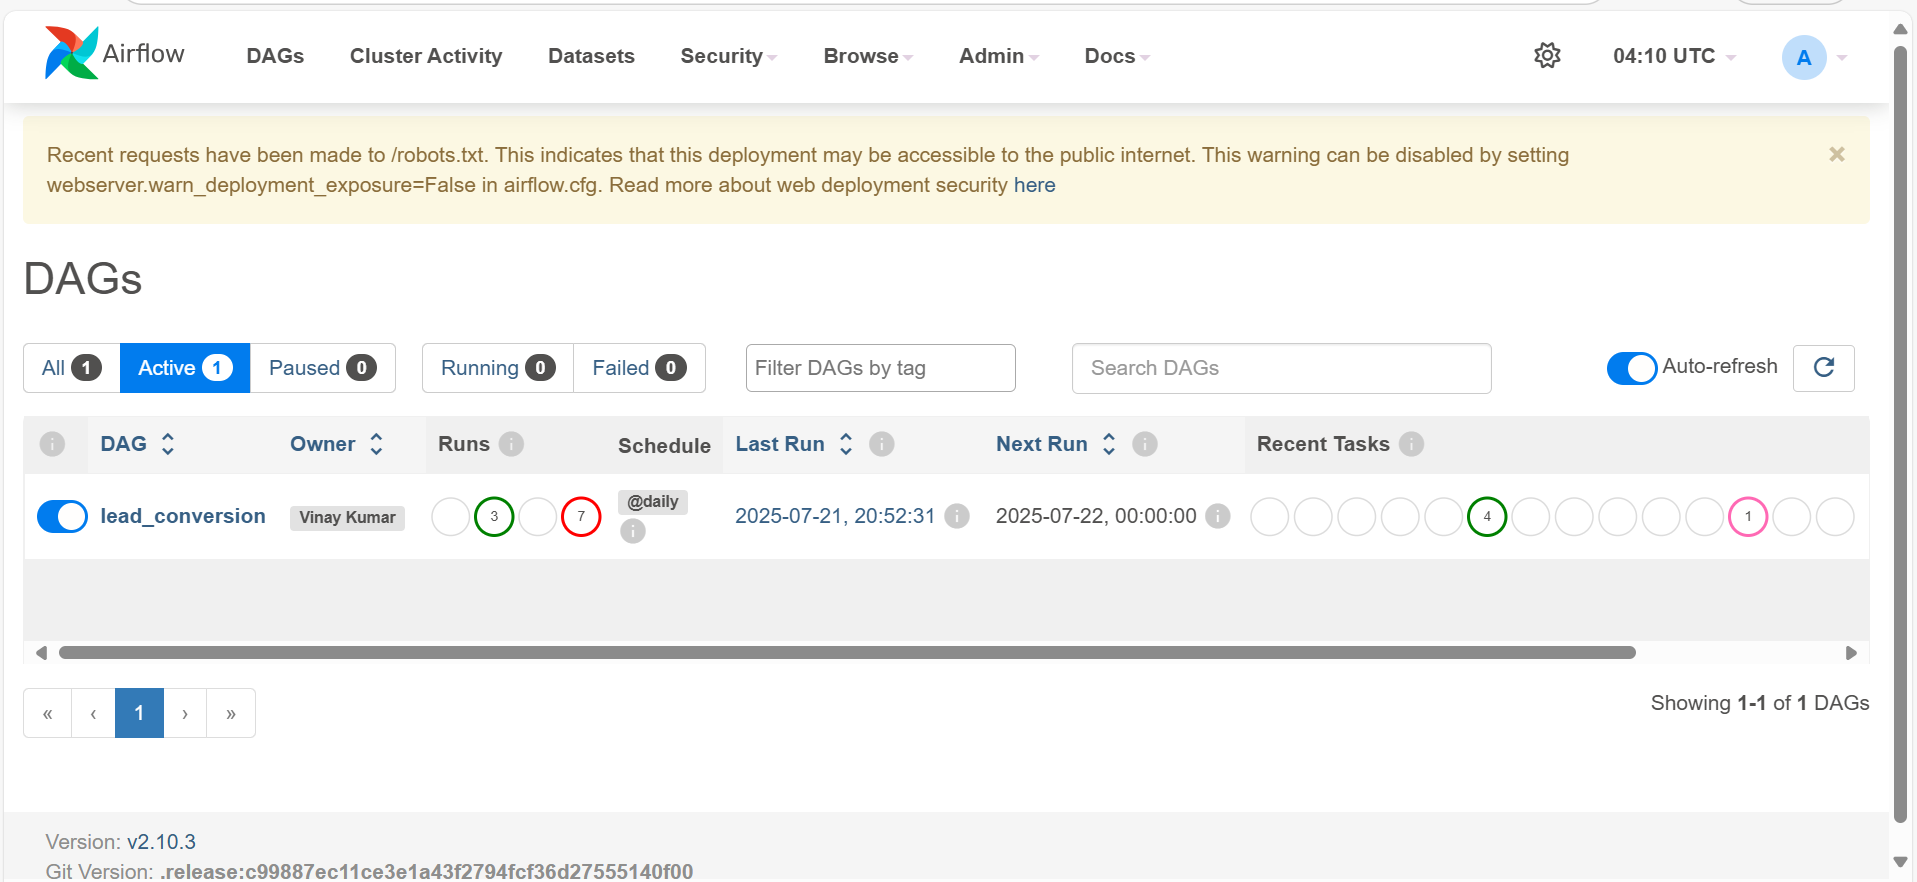 Airflow DAGs Cluster Activity Datasets Security Browse Admin Docs 04:10 UTC A
Recent requests have been made to /robots.txt. This indicates that this deployment may be accessible to the public internet. This warning can be disabled by setting
webserver.warn_deployment_exposure=False in airflow.cfg. Read more about web deployment security here
×
DAGs
All 1 Active 1 Paused 0 Running 0 Failed 0 Filter DAGs by tag Search DAGs Auto-refresh
i DAG Owner Runs i Schedule Last Run i Next Run i Recent Tasks i
lead_conversion Vinay Kumar 3 7 @daily i 2025-07-21, 20:52:31 i 2025-07-22, 00:00:00 i 4 1
« ‹ 1 › »
Showing 1-1 of 1 DAGs
Version: v2.10.3
Git Version: .release:c99887ec11ce3e1a43f2794fcf36d27555140f00